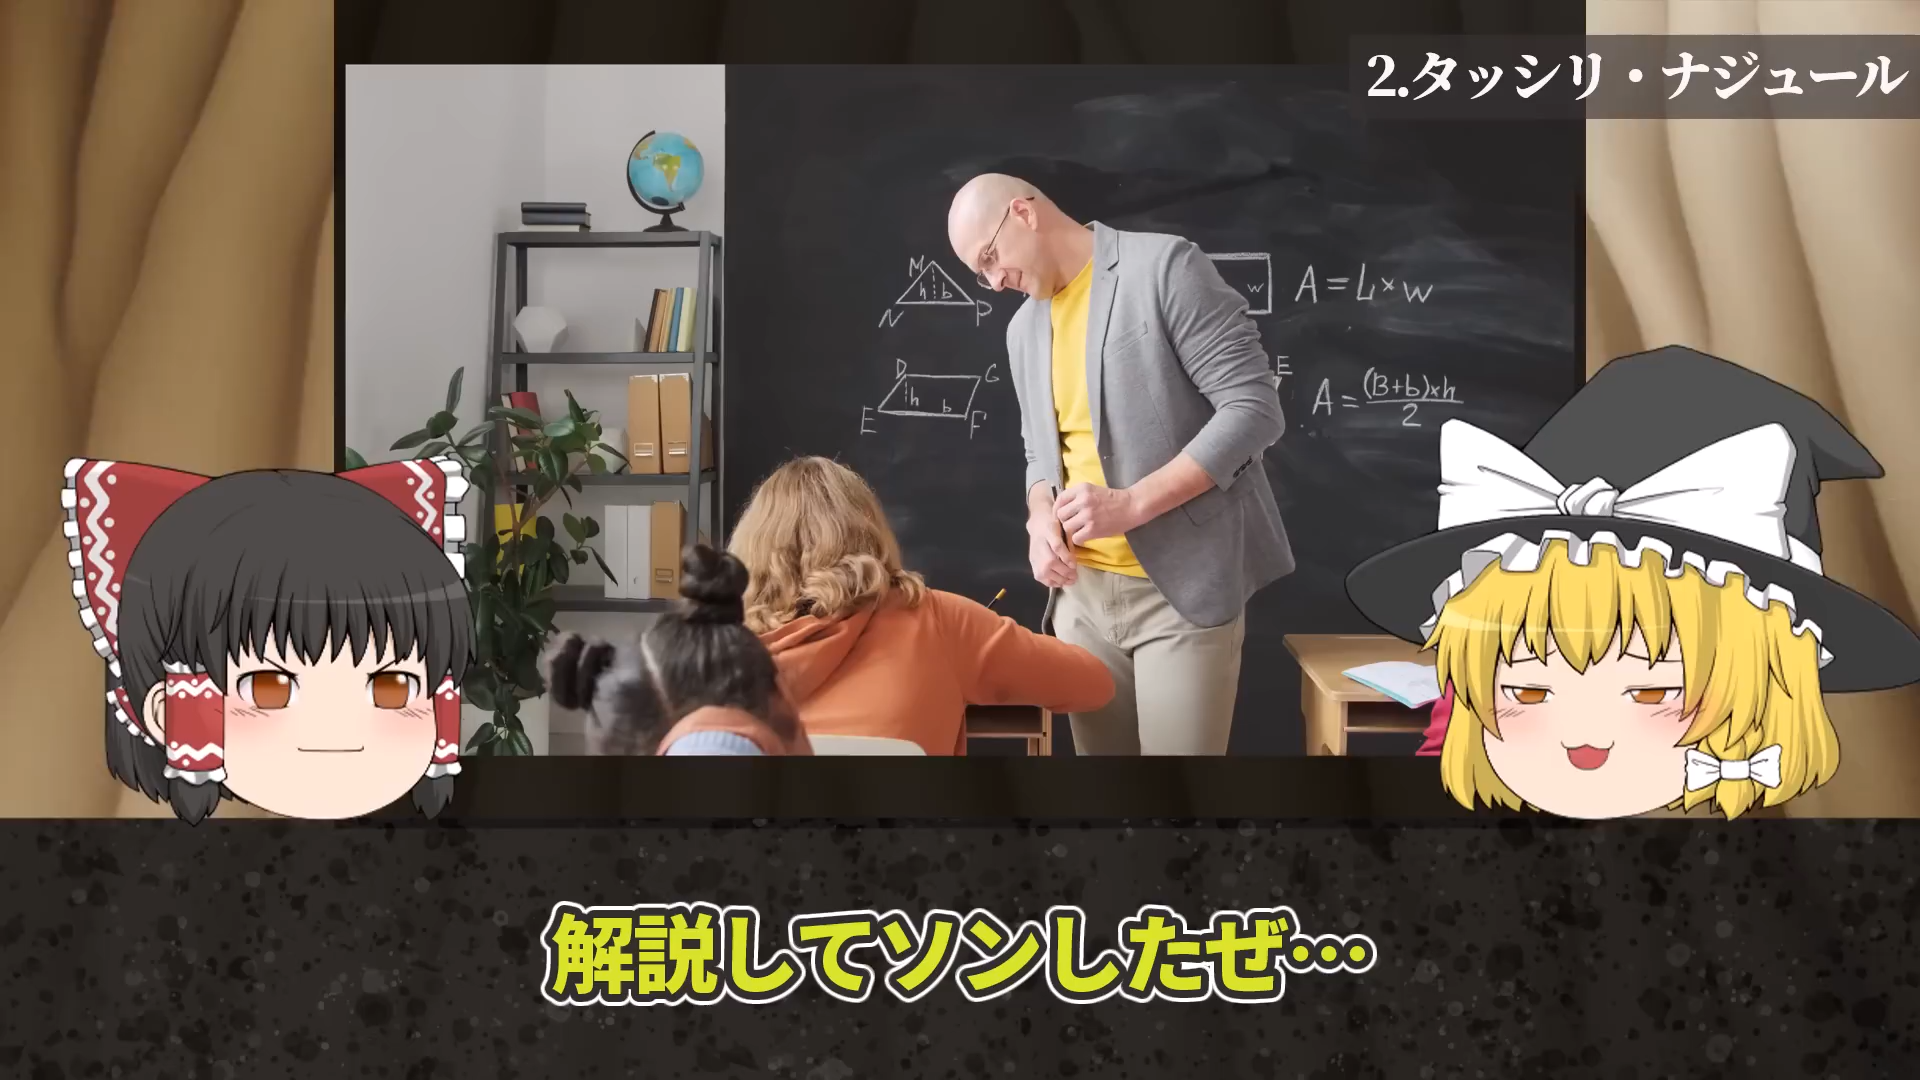 2.タッシリ・ナジュール
M
h b
N P
w
A=L×w
D G
h b
E F
E
A=(B+b)×h
2
解説してソンしたぜ…